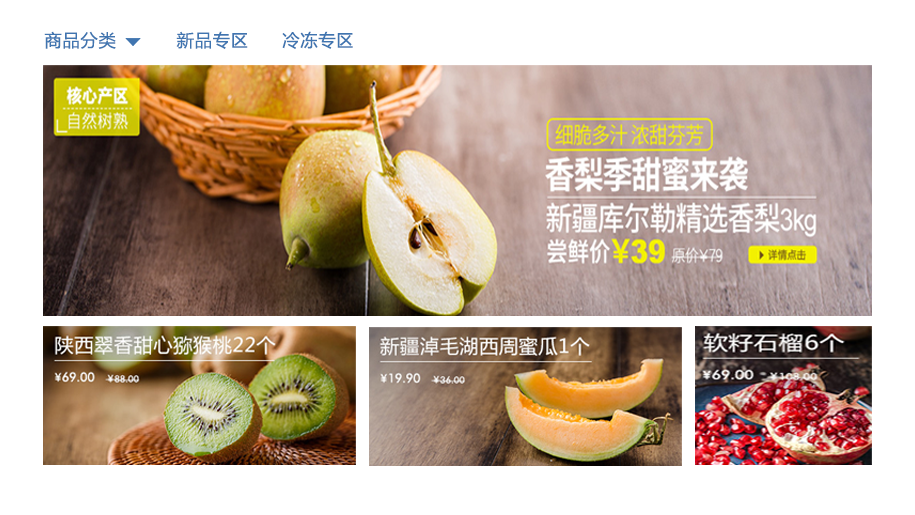 商品分类 新品专区 冷冻专区
核心产区
自然树熟
细脆多汁 浓甜芬芳
香梨季甜蜜来袭
新疆库尔勒精选香梨3kg
尝鲜价¥39 原价¥79 详情点击
陕西翠香甜心猕猴桃22个
¥69.00 ¥88.00
新疆淖毛湖西周蜜瓜1个
¥19.90 ¥36.00
软籽石榴6个
¥69.00 ¥108.00